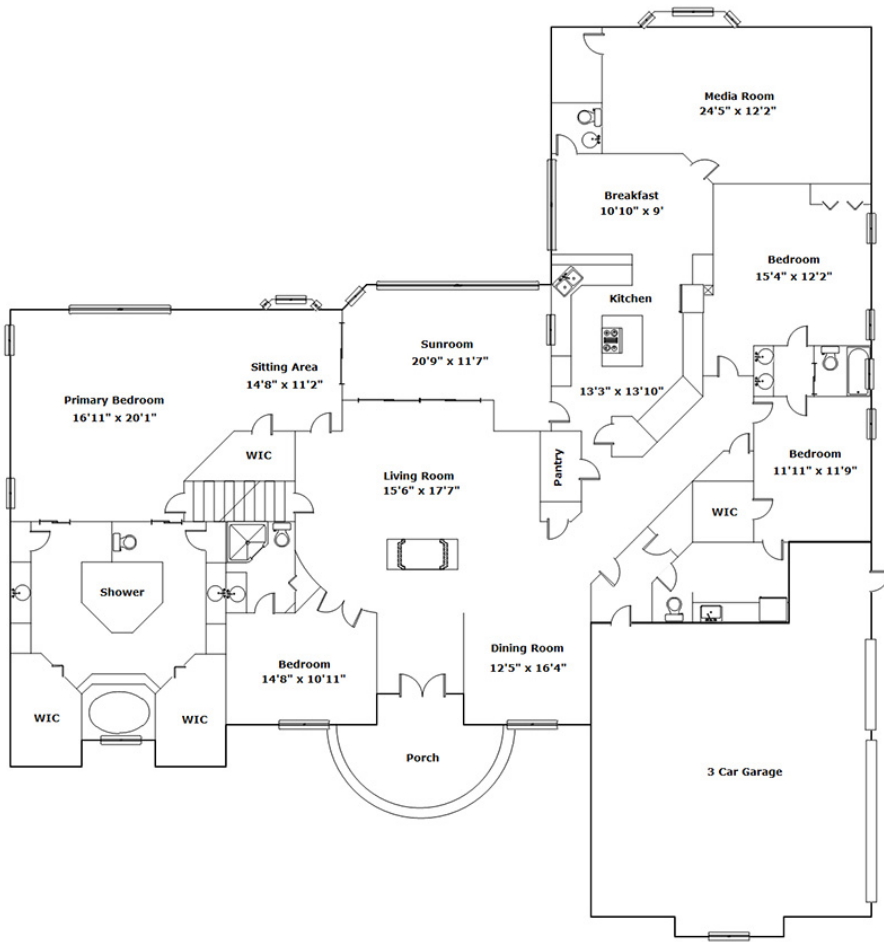 Media Room
24'5" x 12'2"
Breakfast
10'10" x 9'
Bedroom
15'4" x 12'2"
Kitchen
13'3" x 13'10"
Sunroom
20'9" x 11'7"
Sitting Area
14'8" x 11'2"
Primary Bedroom
16'11" x 20'1"
WIC
Living Room
15'6" x 17'7"
Pantry
Bedroom
11'11" x 11'9"
WIC
Shower
Bedroom
14'8" x 10'11"
Dining Room
12'5" x 16'4"
WIC
WIC
Porch
3 Car Garage